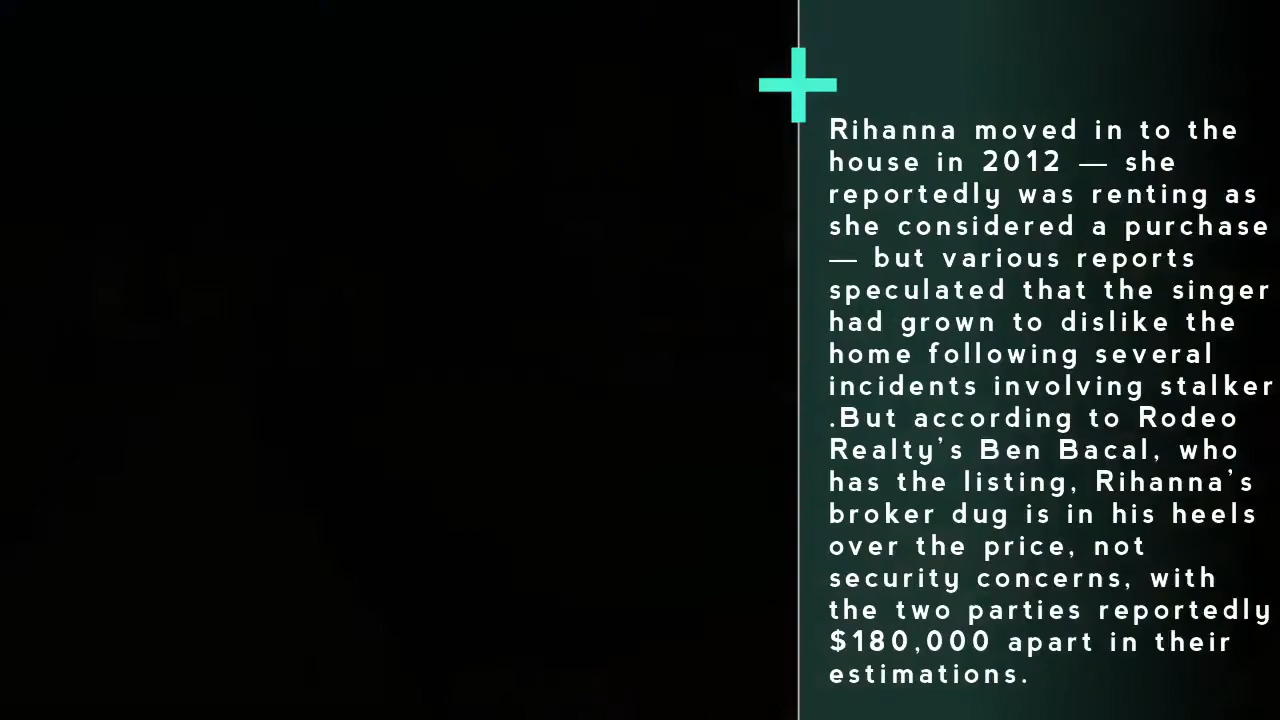 Rihanna moved in to the
house in 2012 — she
reportedly was renting as
she considered a purchase
— but various reports
speculated that the singer
had grown to dislike the
home following several
incidents involving stalker
.But according to Rodeo
Realty's Ben Bacal, who
has the listing, Rihanna's
broker dug is in his heels
over the price, not
security concerns, with
the two parties reportedly
$180,000 apart in their
estimations.